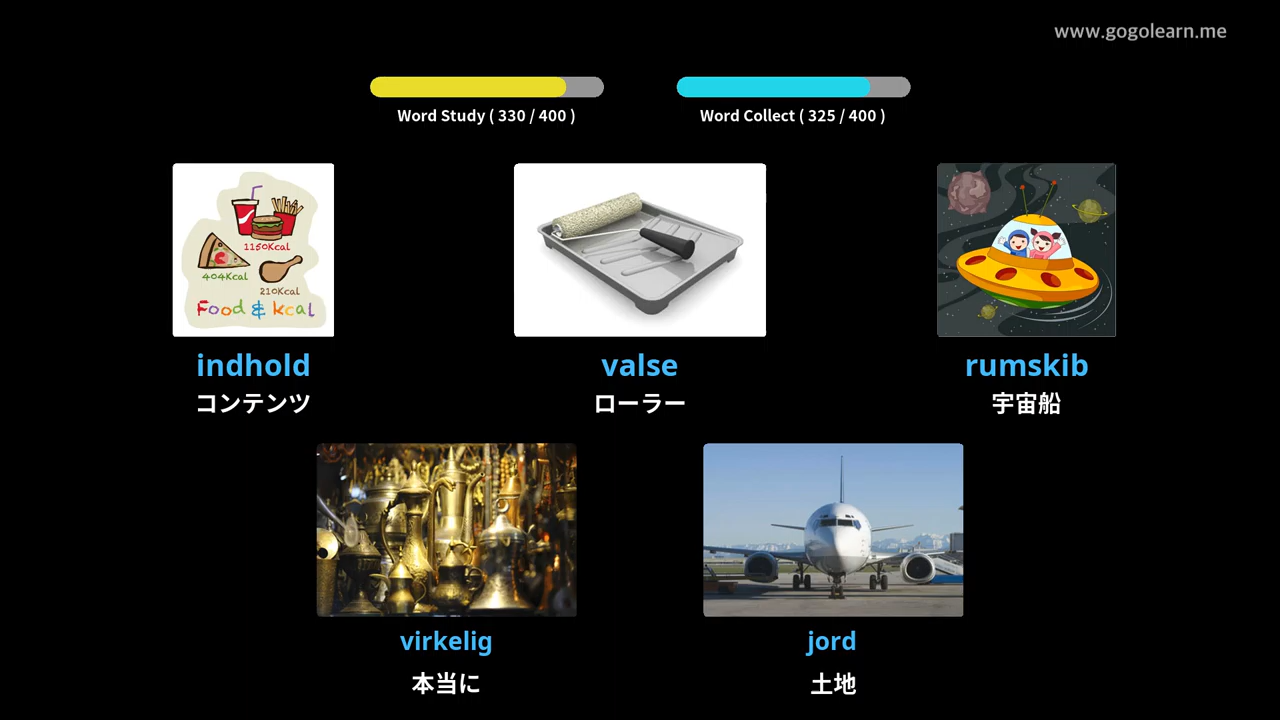 www.gogolearn.me
Word Study ( 330 / 400 )
Word Collect ( 325 / 400 )
1150Kcal
404Kcal
210Kcal
Food & kcal
indhold
コンテンツ
valse
ローラー
rumskib
宇宙船
virkelig
本当に
jord
土地